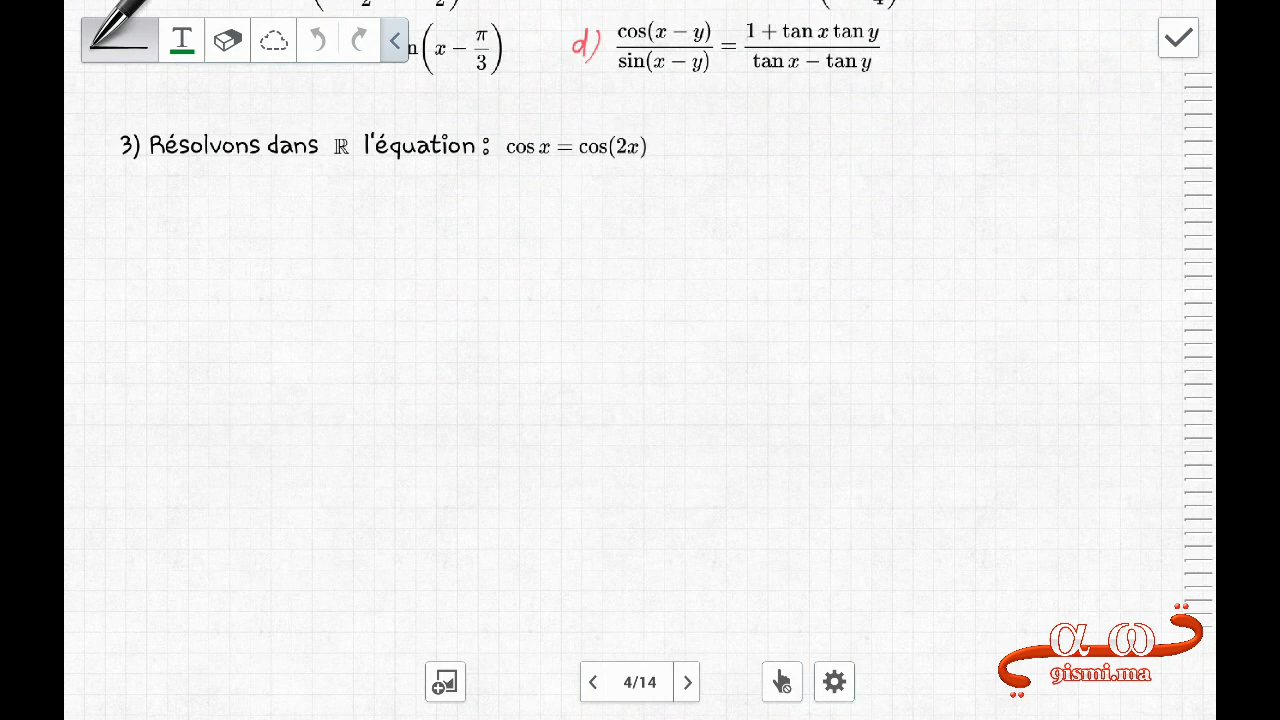 T
n(x − π/3) d) cos(x − y)/sin(x − y) = (1 + tan x tan y)/(tan x − tan y)
3) Résolvons dans ℝ l'équation : cos x = cos(2x)
4/14
α ω
gismi.ma